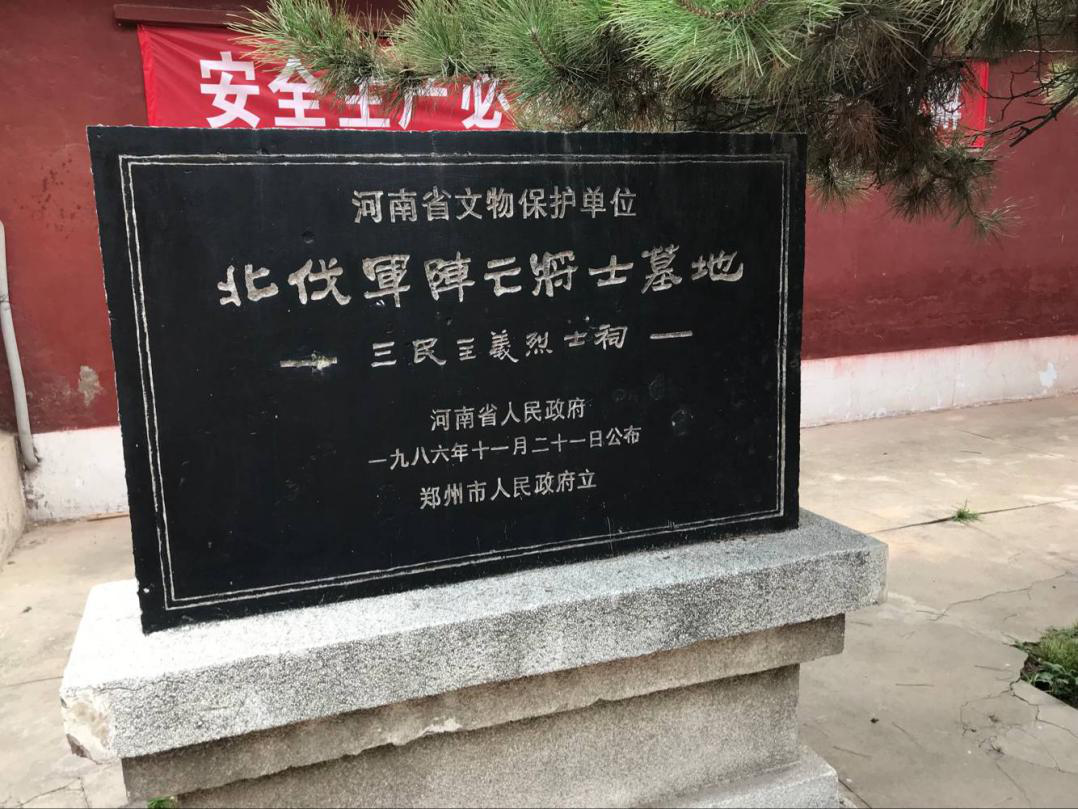 安全生产必
河南省文物保护单位
北伐軍陣亡將士墓地
— 三民主義烈士祠 —
河南省人民政府
一九八六年十一月二十一日公布
郑州市人民政府立